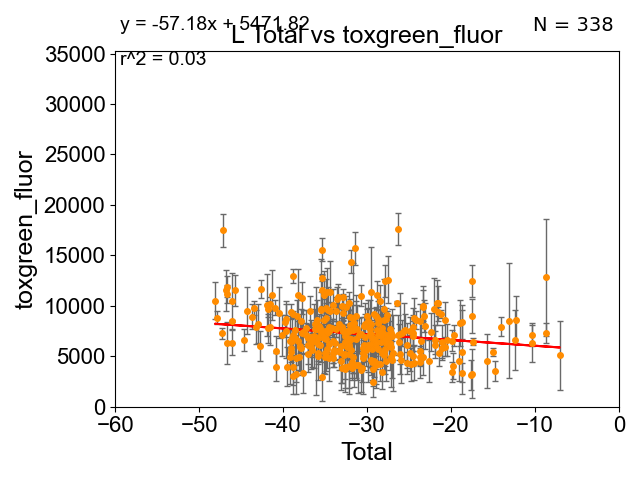 y = -57.18x + 5471.82
N = 338
L Total vs toxgreen_fluor
r^2 = 0.03
35000
30000
25000
20000
15000
10000
5000
0
toxgreen_fluor
−60 −50 −40 −30 −20 −10 0
Total